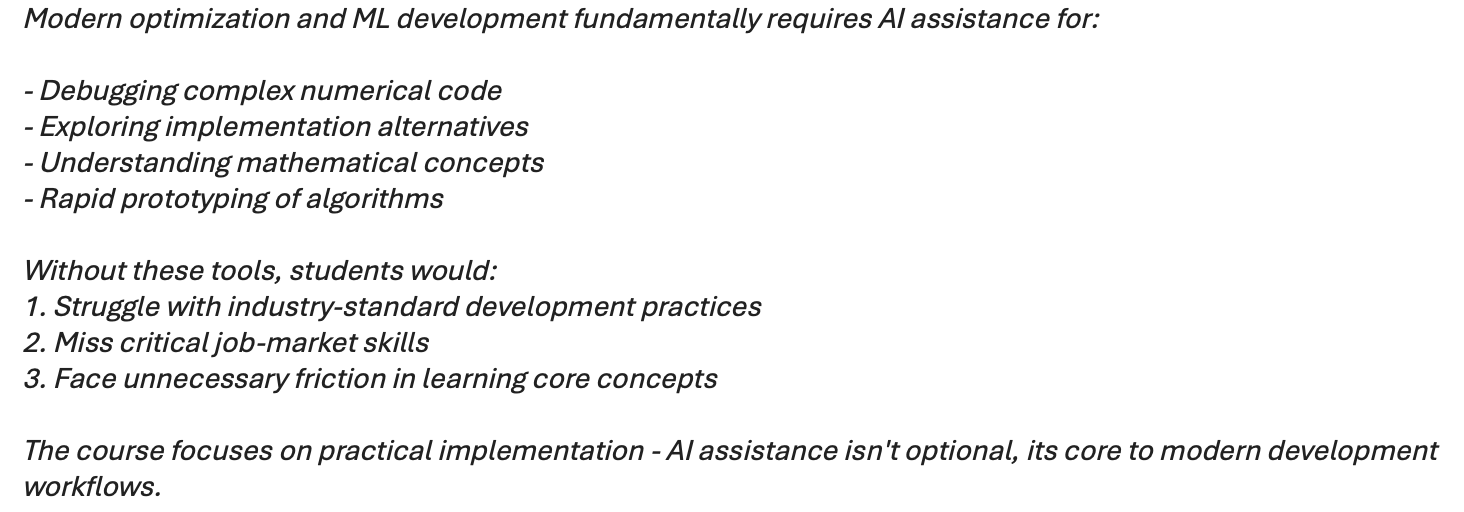 Modern optimization and ML development fundamentally requires AI assistance for:
- Debugging complex numerical code
- Exploring implementation alternatives
- Understanding mathematical concepts
- Rapid prototyping of algorithms
Without these tools, students would:
1. Struggle with industry-standard development practices
2. Miss critical job-market skills
3. Face unnecessary friction in learning core concepts
The course focuses on practical implementation - AI assistance isn't optional, its core to modern development
workflows.